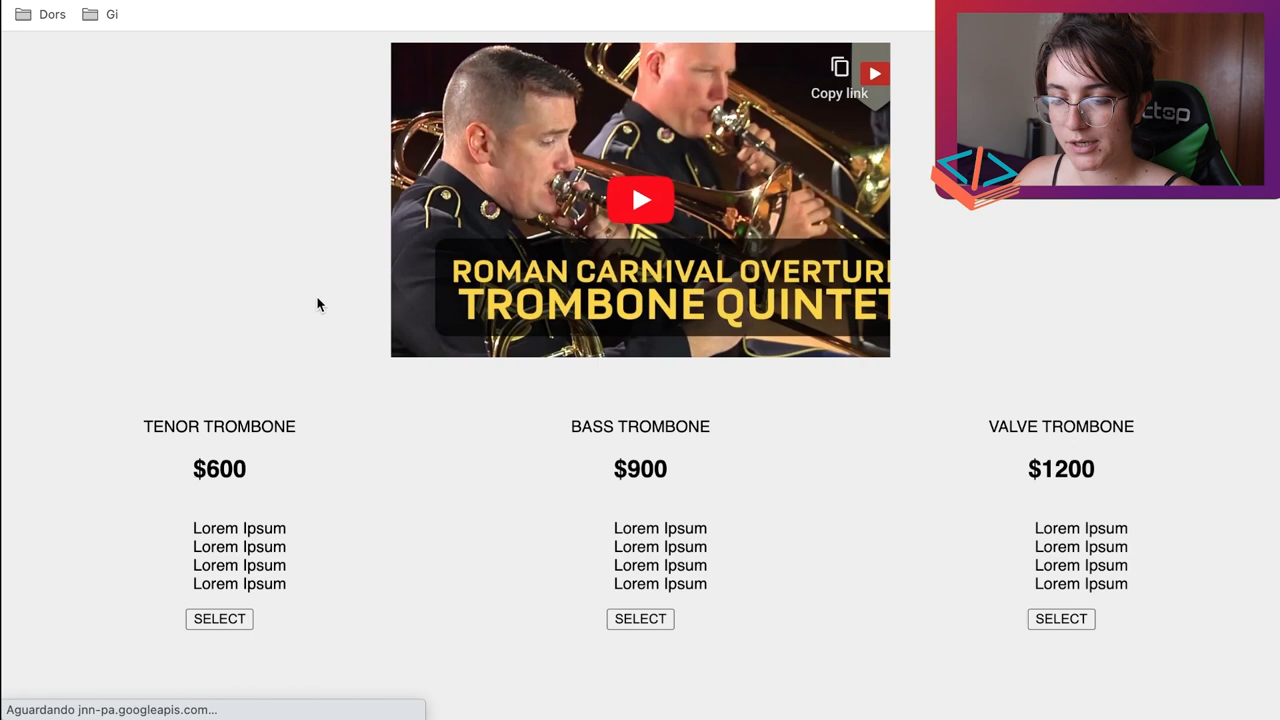 Dors Gi
Copy link
ROMAN CARNIVAL OVERTUR
TROMBONE QUINTET
TENOR TROMBONE BASS TROMBONE VALVE TROMBONE
$600 $900 $1200
Lorem Ipsum Lorem Ipsum Lorem Ipsum
Lorem Ipsum Lorem Ipsum Lorem Ipsum
Lorem Ipsum Lorem Ipsum Lorem Ipsum
Lorem Ipsum Lorem Ipsum Lorem Ipsum
SELECT SELECT SELECT
Aguardando jnn-pa.googleapis.com...